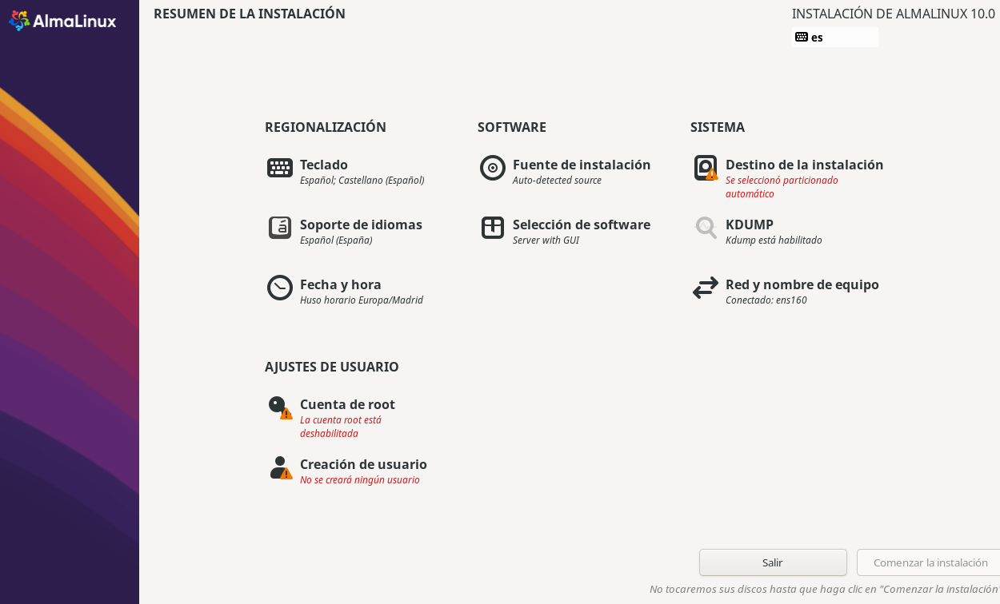 AlmaLinux
RESUMEN DE LA INSTALACIÓN
INSTALACIÓN DE ALMALINUX 10.0
es
REGIONALIZACIÓN
Teclado
Español; Castellano (Español)
Soporte de idiomas
Español (España)
Fecha y hora
Huso horario Europa/Madrid
SOFTWARE
Fuente de instalación
Auto-detected source
Selección de software
Server with GUI
SISTEMA
Destino de la instalación
Se seleccionó particionado
automático
KDUMP
Kdump está habilitado
Red y nombre de equipo
Conectado: ens160
AJUSTES DE USUARIO
Cuenta de root
La cuenta root está
deshabilitada
Creación de usuario
No se creará ningún usuario
Salir
Comenzar la instalación
No tocaremos sus discos hasta que haga clic en "Comenzar la instalación"